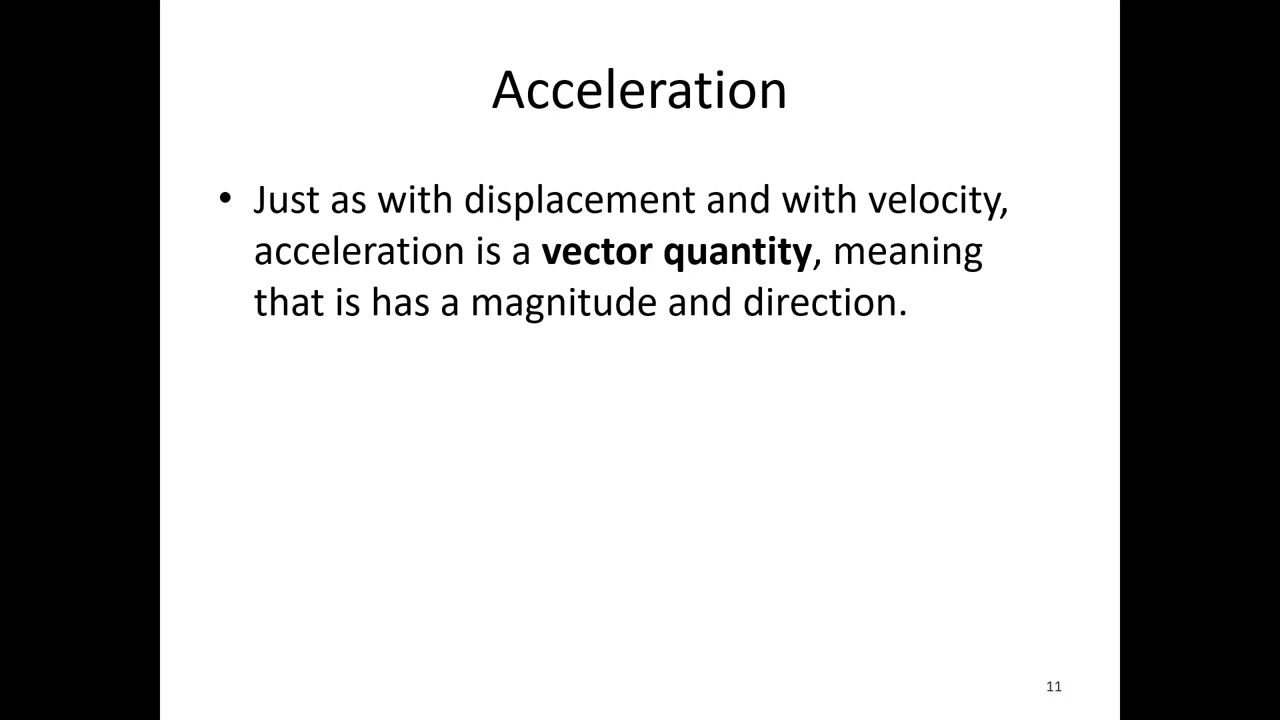 Acceleration
• Just as with displacement and with velocity,
acceleration is a vector quantity, meaning
that is has a magnitude and direction.
11